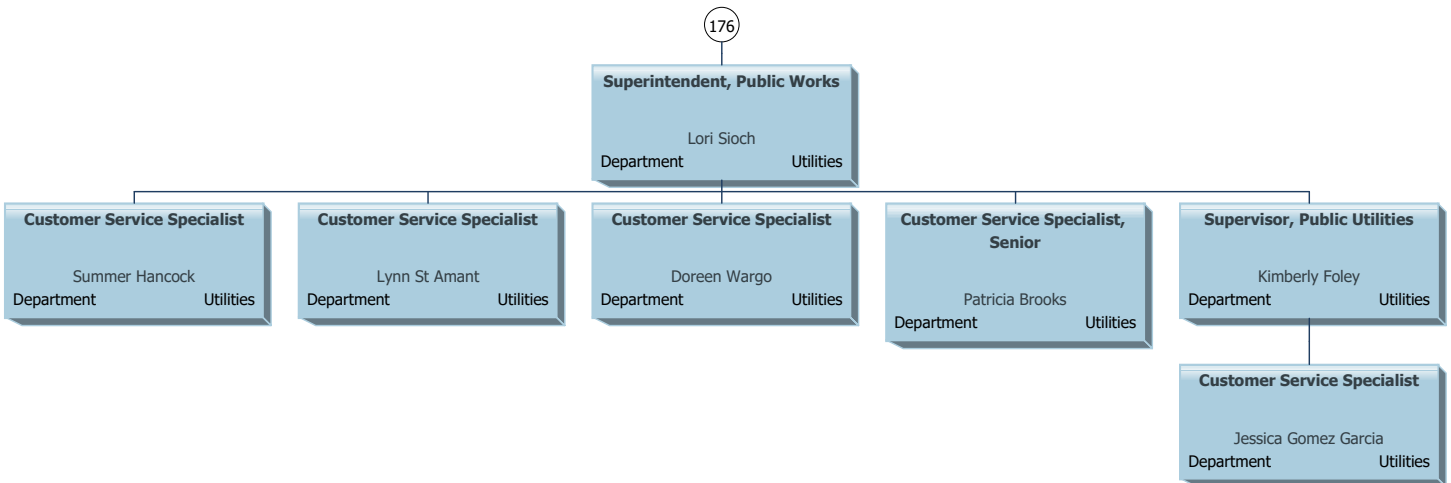 176
Superintendent, Public Works
Lori Sioch
Department Utilities
Customer Service Specialist
Summer Hancock
Department Utilities
Customer Service Specialist
Lynn St Amant
Department Utilities
Customer Service Specialist
Doreen Wargo
Department Utilities
Customer Service Specialist,
Senior
Patricia Brooks
Department Utilities
Supervisor, Public Utilities
Kimberly Foley
Department Utilities
Customer Service Specialist
Jessica Gomez Garcia
Department Utilities